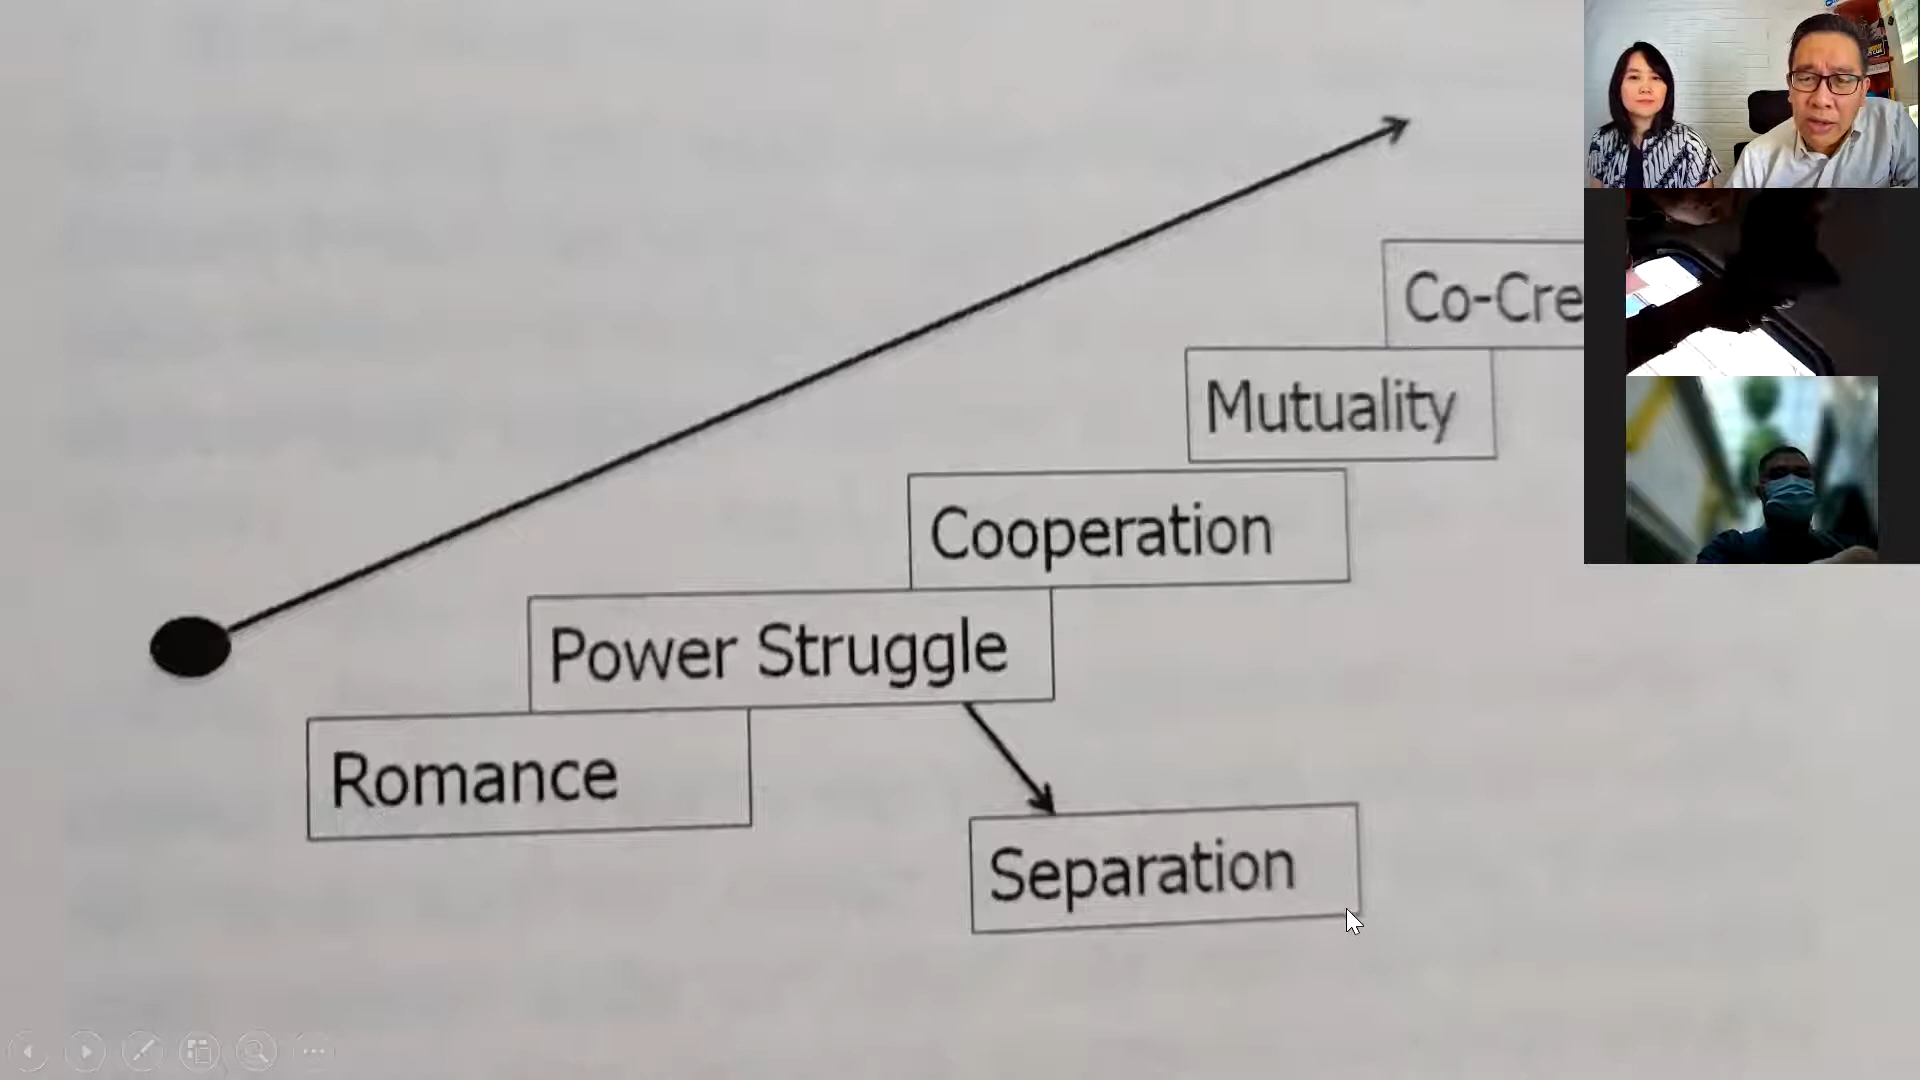 Co-Cre
Mutuality
Cooperation
Power Struggle
Romance
Separation